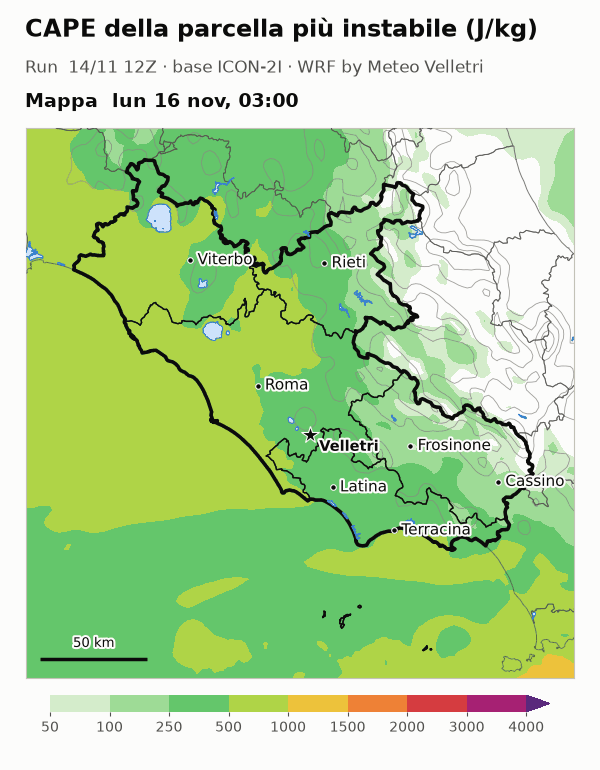 CAPE della parcella più instabile (J/kg)
Run  14/11 12Z · base ICON-2I · WRF by Meteo Velletri
Mappa  lun 16 nov, 03:00
Viterbo
Rieti
Roma
Velletri
Frosinone
Cassino
Latina
Terracina
50 km
50 100 250 500 1000 1500 2000 3000 4000